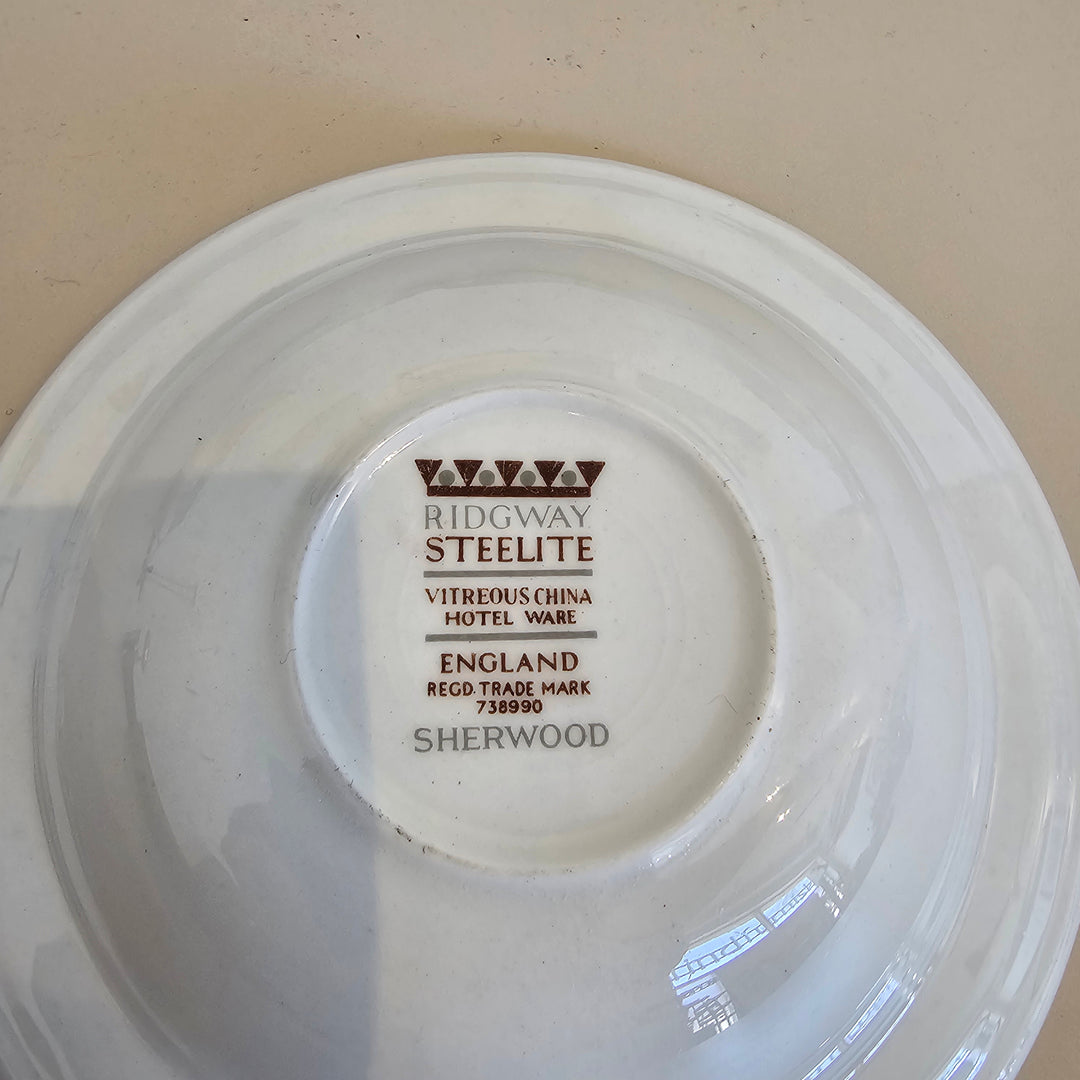 RIDGWAY
STEELITE
VITREOUS CHINA
HOTEL WARE
ENGLAND
REGD. TRADE MARK
738990
SHERWOOD